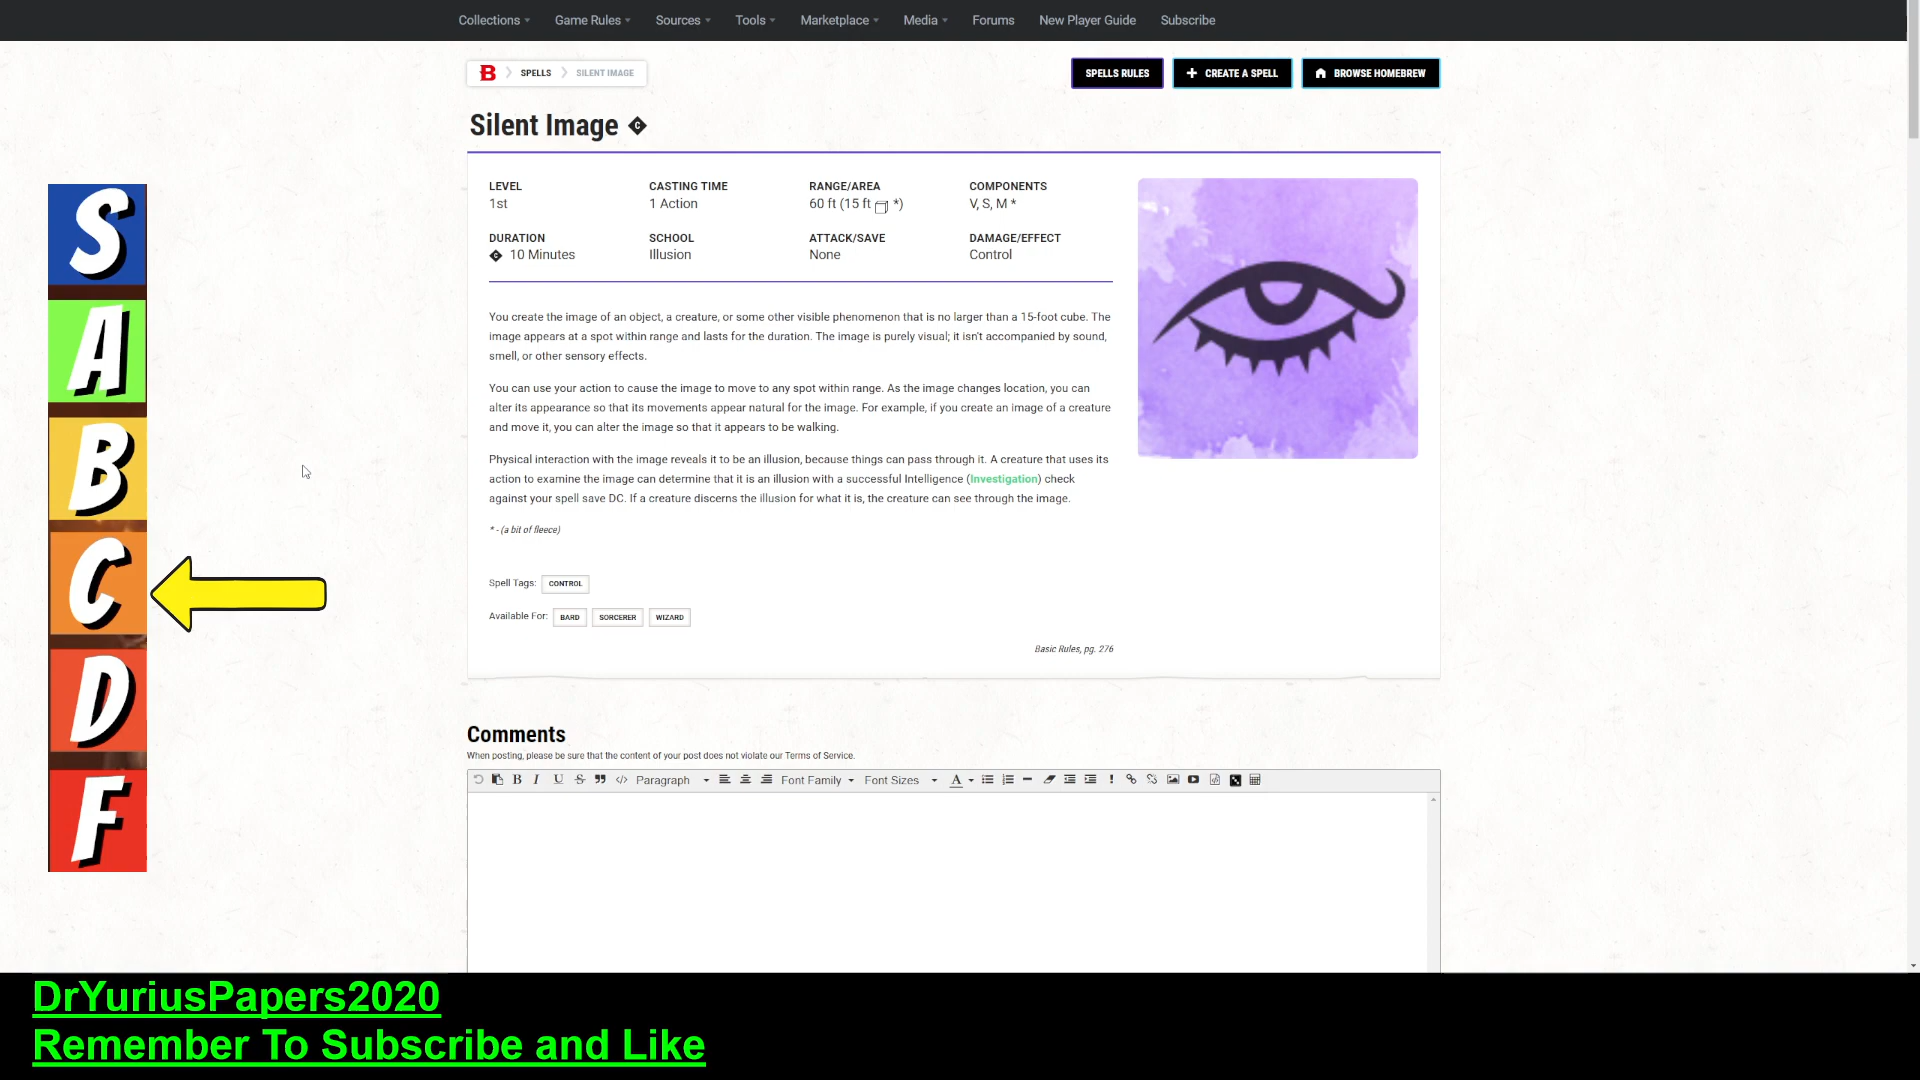 Collections Game Rules Sources Tools Marketplace Media Forums New Player Guide Subscribe
B SPELLS SILENT IMAGE
SPELLS RULES CREATE A SPELL BROWSE HOMEBREW
Silent Image C
LEVEL CASTING TIME RANGE/AREA COMPONENTS
1st 1 Action 60 ft (15 ft *) V, S, M *
DURATION SCHOOL ATTACK/SAVE DAMAGE/EFFECT
C 10 Minutes Illusion None Control
You create the image of an object, a creature, or some other visible phenomenon that is no larger than a 15-foot cube. The
image appears at a spot within range and lasts for the duration. The image is purely visual; it isn't accompanied by sound,
smell, or other sensory effects.
You can use your action to cause the image to move to any spot within range. As the image changes location, you can
alter its appearance so that its movements appear natural for the image. For example, if you create an image of a creature
and move it, you can alter the image so that it appears to be walking.
Physical interaction with the image reveals it to be an illusion, because things can pass through it. A creature that uses its
action to examine the image can determine that it is an illusion with a successful Intelligence (Investigation) check
against your spell save DC. If a creature discerns the illusion for what it is, the creature can see through the image.
* - (a bit of fleece)
Spell Tags: CONTROL
Available For: BARD SORCERER WIZARD
Basic Rules, pg. 276
S
A
B
C
D
F
Comments
When posting, please be sure that the content of your post does not violate our Terms of Service.
B I U S Paragraph Font Family Font Sizes A
DrYuriusPapers2020
Remember To Subscribe and Like